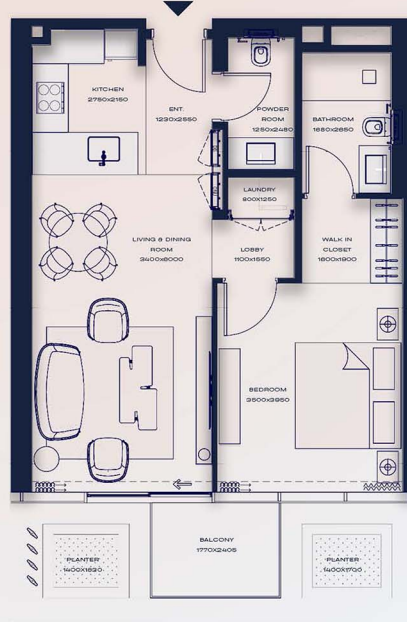 KITCHEN
2750x2150
ENT.
1230x2550
POWDER
ROOM
1250x2480
BATHROOM
1680x2650
LAUNDRY
900x1250
LIVING & DINING
ROOM
3400x6000
LOBBY
1100x1550
WALK IN
CLOSET
1600x1900
BEDROOM
3500x3950
BALCONY
1770x2405
PLANTER
1400x1630
PLANTER
1400x1700